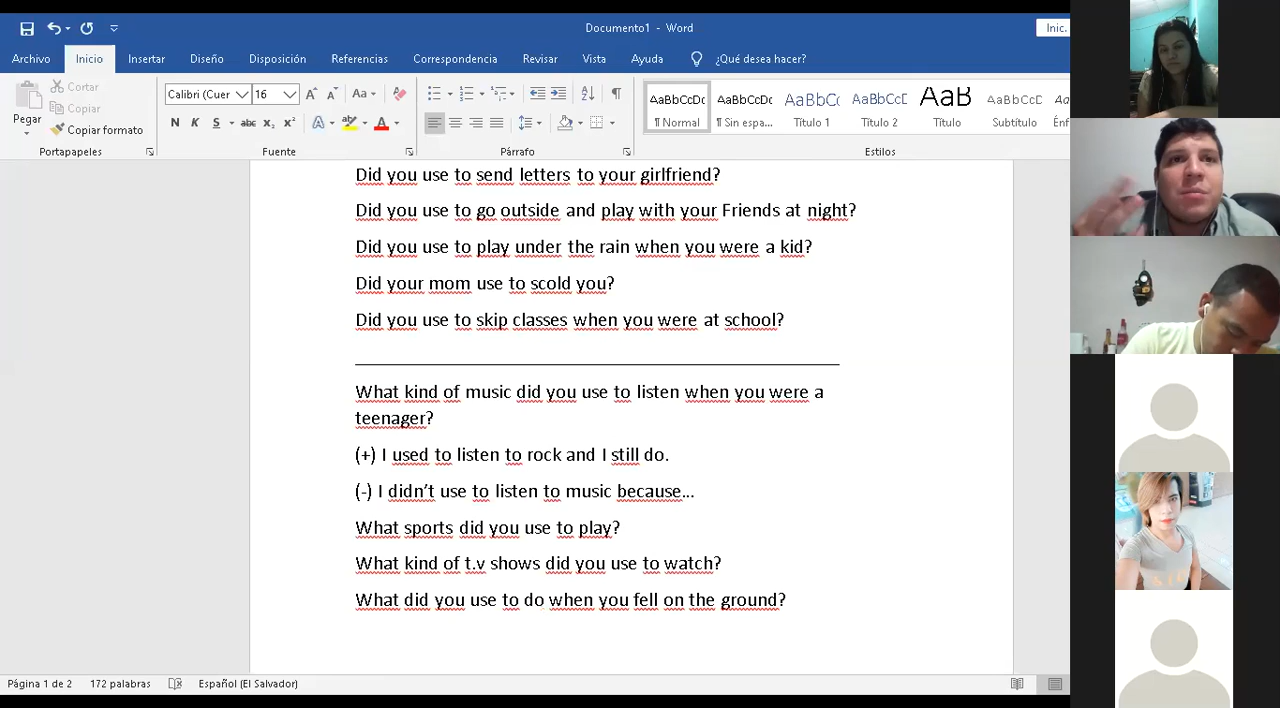 Documento1 - Word
Inic.
Archivo Inicio Insertar Diseño Disposición Referencias Correspondencia Revisar Vista Ayuda ¿Qué desea hacer?
Pegar
Cortar
Copiar
Copiar formato
Portapapeles
Calibri (Cuer 16 Aa
N K S abc x₂ x² A A
Fuente
Párrafo
AaBbCcDc AaBbCcDc AaBbC AaBbCcD AaB AaBbCcD
¶ Normal ¶ Sin espa... Título 1 Título 2 Título Subtítulo Énf
Estilos
Did you use to send letters to your girlfriend?
Did you use to go outside and play with your Friends at night?
Did you use to play under the rain when you were a kid?
Did your mom use to scold you?
Did you use to skip classes when you were at school?
What kind of music did you use to listen when you were a
teenager?
(+) I used to listen to rock and I still do.
(-) I didn't use to listen to music because...
What sports did you use to play?
What kind of t.v shows did you use to watch?
What did you use to do when you fell on the ground?
Página 1 de 2 172 palabras Español (El Salvador)